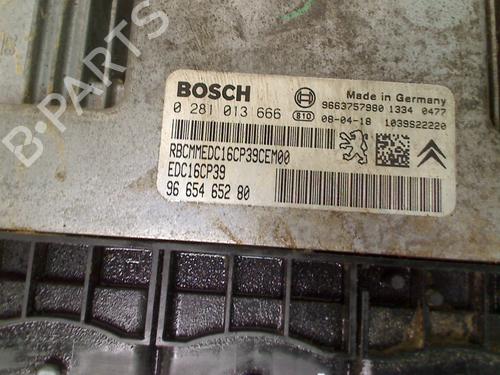 B-PARTS
BOSCH
Made in Germany
9663757980 1334 0477
0 281 013 666
810
08-04-18 1039S22220
RBCMMEDC16CP39CEM00
EDC16CP39
96 654 652 80